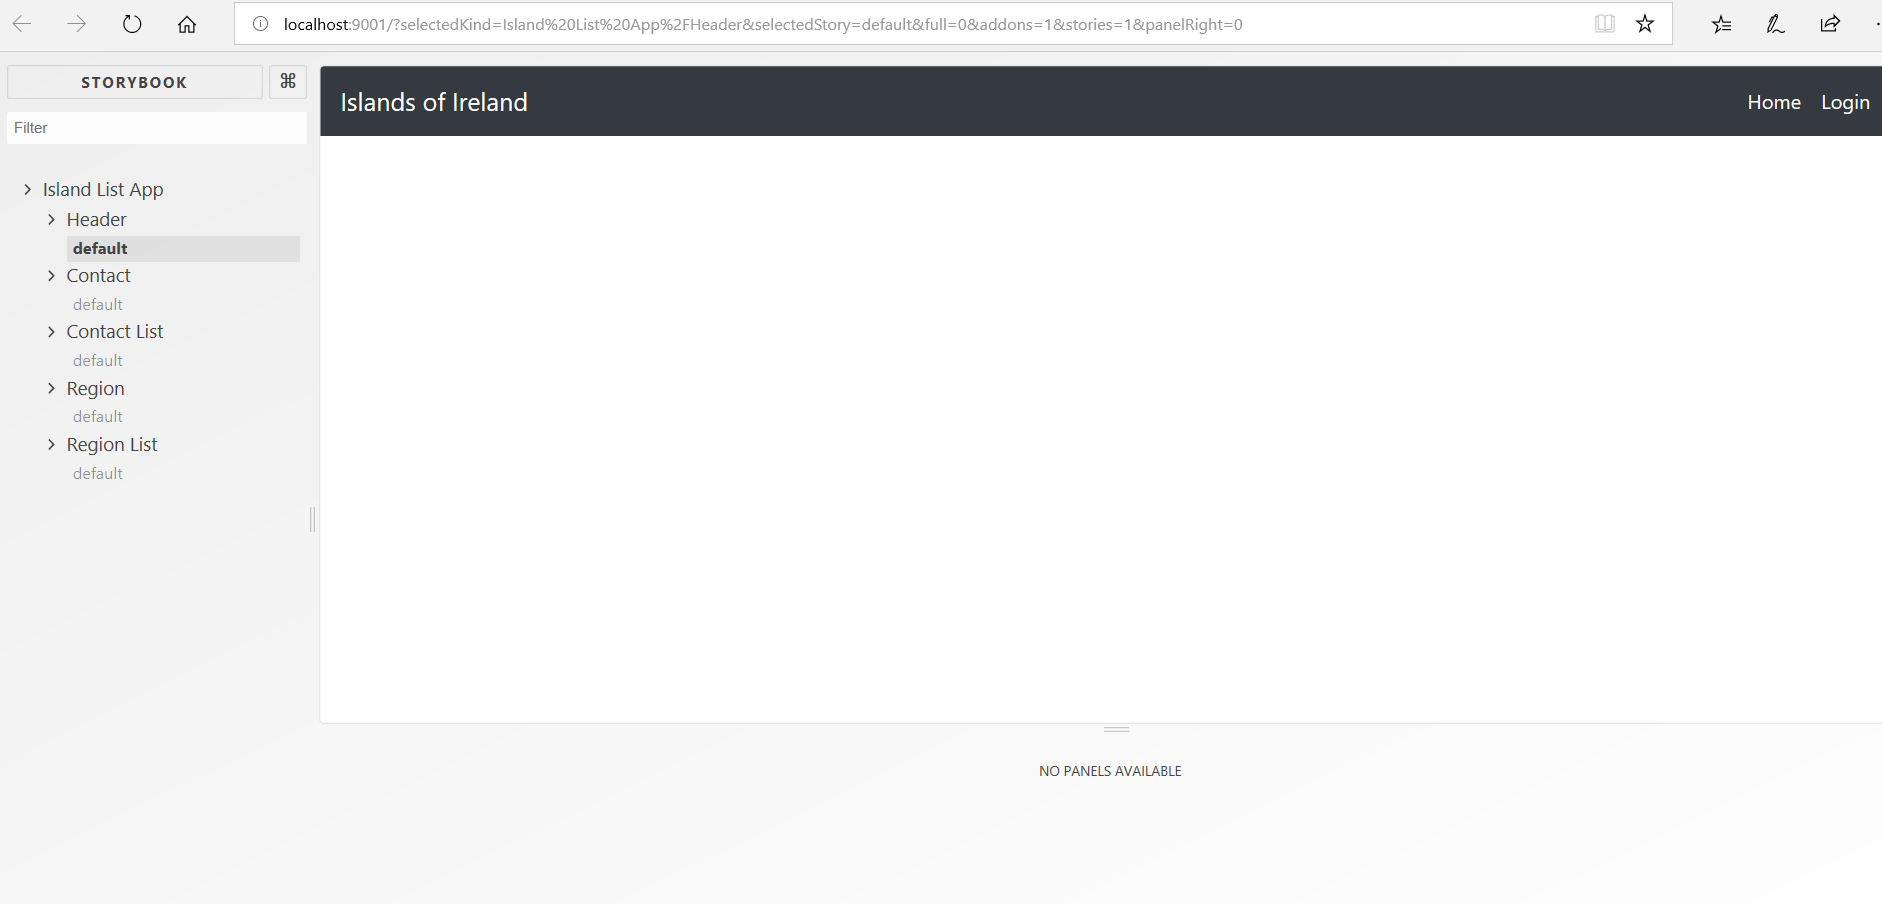 localhost:9001/?selectedKind=Island%20List%20App%2FHeader&selectedStory=default&full=0&addons=1&stories=1&panelRight=0
STORYBOOK ⌘
Filter
Island List App
Header
default
Contact
default
Contact List
default
Region
default
Region List
default
Islands of Ireland Home Login
NO PANELS AVAILABLE